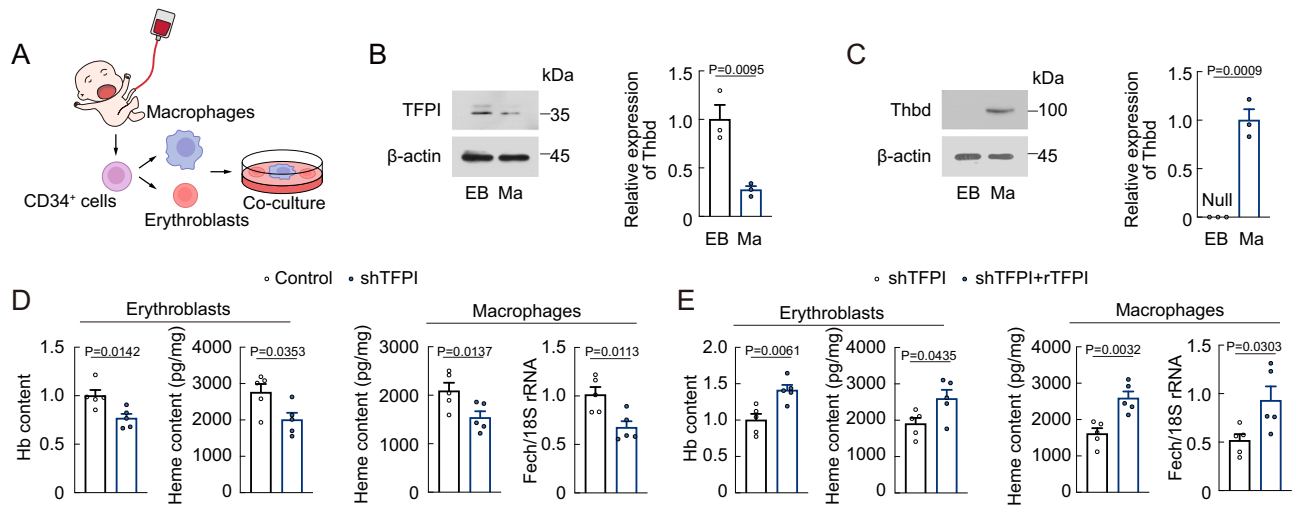 A
Macrophages
CD34⁺ cells
Erythroblasts
Co-culture
B
kDa
TFPI
35
β-actin
45
EB Ma
Relative expression
of Thbd
1.5
1.0
0.5
0
P=0.0095
EB Ma
C
kDa
Thbd
100
β-actin
45
EB Ma
Relative expression
of Thbd
1.5
1.0
0.5
0
P=0.0009
Null
EB Ma
D
Control shTFPI
Erythroblasts
Hb content
1.5
1.0
0.5
0
P=0.0142
Heme content (pg/mg)
4000
3000
2000
1000
0
P=0.0353
Macrophages
Heme content (pg/mg)
3000
2000
1000
0
P=0.0137
Fech/18S rRNA
1.5
1.0
0.5
0
P=0.0113
E
shTFPI shTFPI+rTFPI
Erythroblasts
Hb content
2.0
1.5
1.0
0.5
0
P=0.0061
Heme content (pg/mg)
4000
3000
2000
1000
0
P=0.0435
Macrophages
Heme content (pg/mg)
4000
3000
2000
1000
0
P=0.0032
Fech/18S rRNA
1.5
1.0
0.5
0
P=0.0303